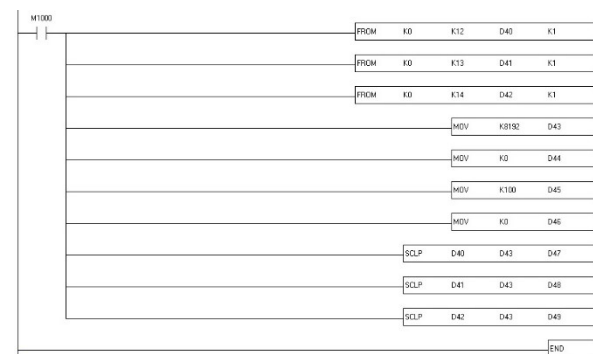 M1000
FROM K0 K12 D40 K1
FROM K0 K13 D41 K1
FROM K0 K14 D42 K1
MOV K8192 D43
MOV K0 D44
MOV K100 D45
MOV K0 D46
SCLP D40 D43 D47
SCLP D41 D43 D48
SCLP D42 D43 D49
END